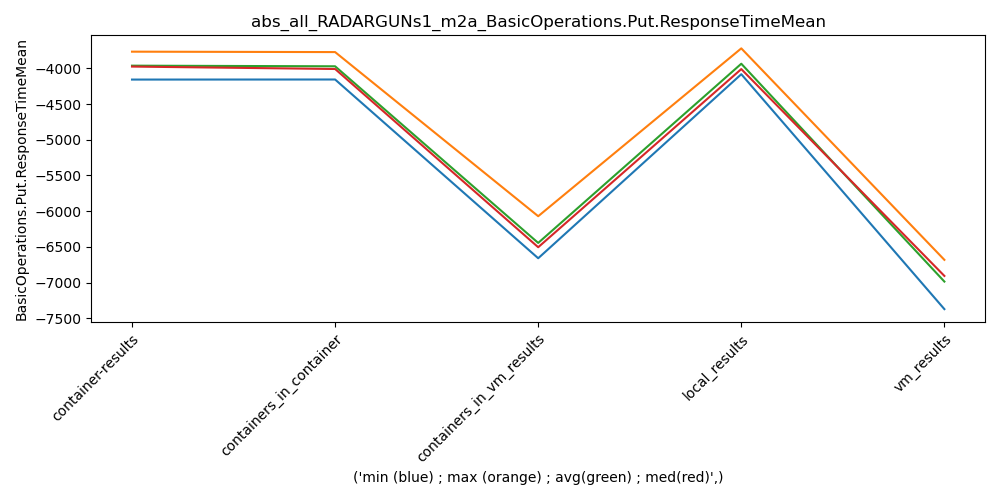 abs_all_RADARGUNs1_m2a_BasicOperations.Put.ResponseTimeMean
BasicOperations.Put.ResponseTimeMean
−4000
−4500
−5000
−5500
−6000
−6500
−7000
−7500
container-results
containers_in_container
containers_in_vm_results
local_results
vm_results
('min (blue) ; max (orange) ; avg(green) ; med(red)',)